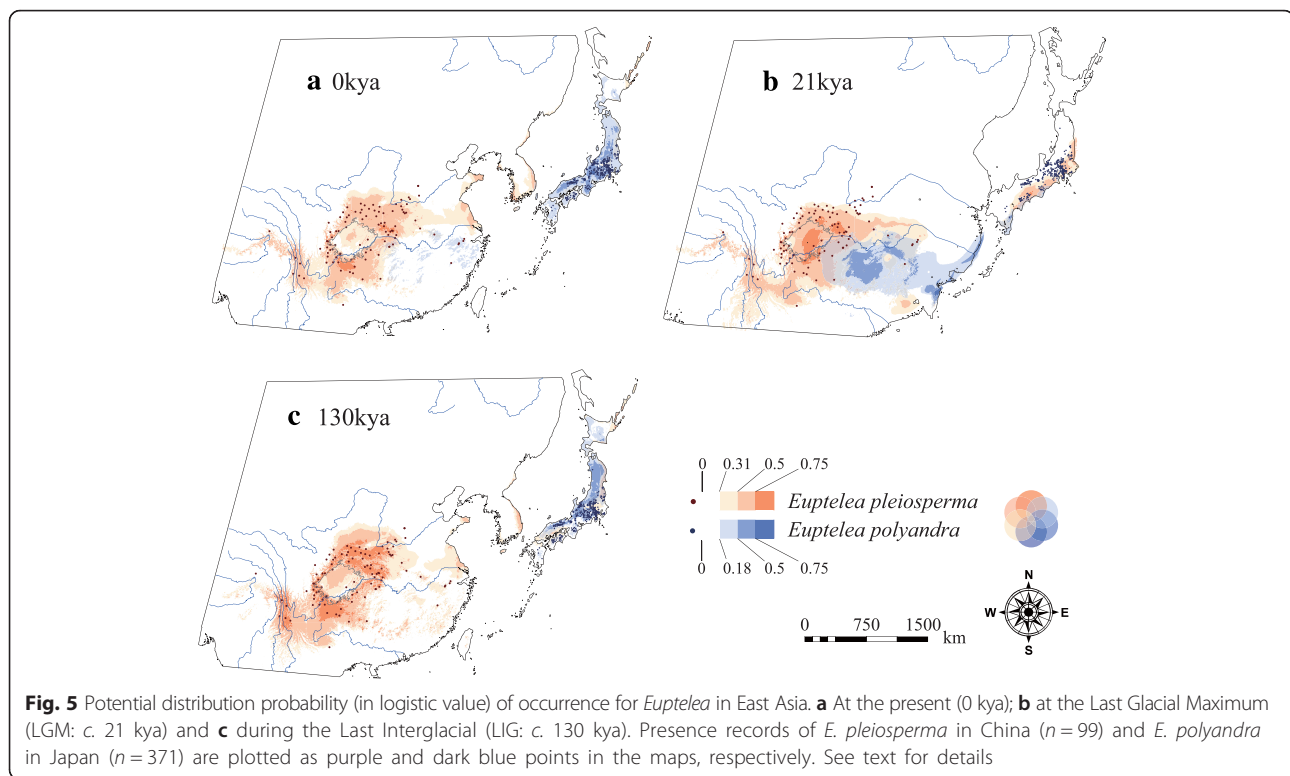 a 0kya
b 21kya
c 130kya
0 0.31 0.5 0.75
Euptelea pleiosperma
Euptelea polyandra
0 0.18 0.5 0.75
N
W E
S
0 750 1500
km
Fig. 5 Potential distribution probability (in logistic value) of occurrence for Euptelea in East Asia. a At the present (0 kya); b at the Last Glacial Maximum
(LGM: c. 21 kya) and c during the Last Interglacial (LIG: c. 130 kya). Presence records of E. pleiosperma in China (n = 99) and E. polyandra
in Japan (n = 371) are plotted as purple and dark blue points in the maps, respectively. See text for details